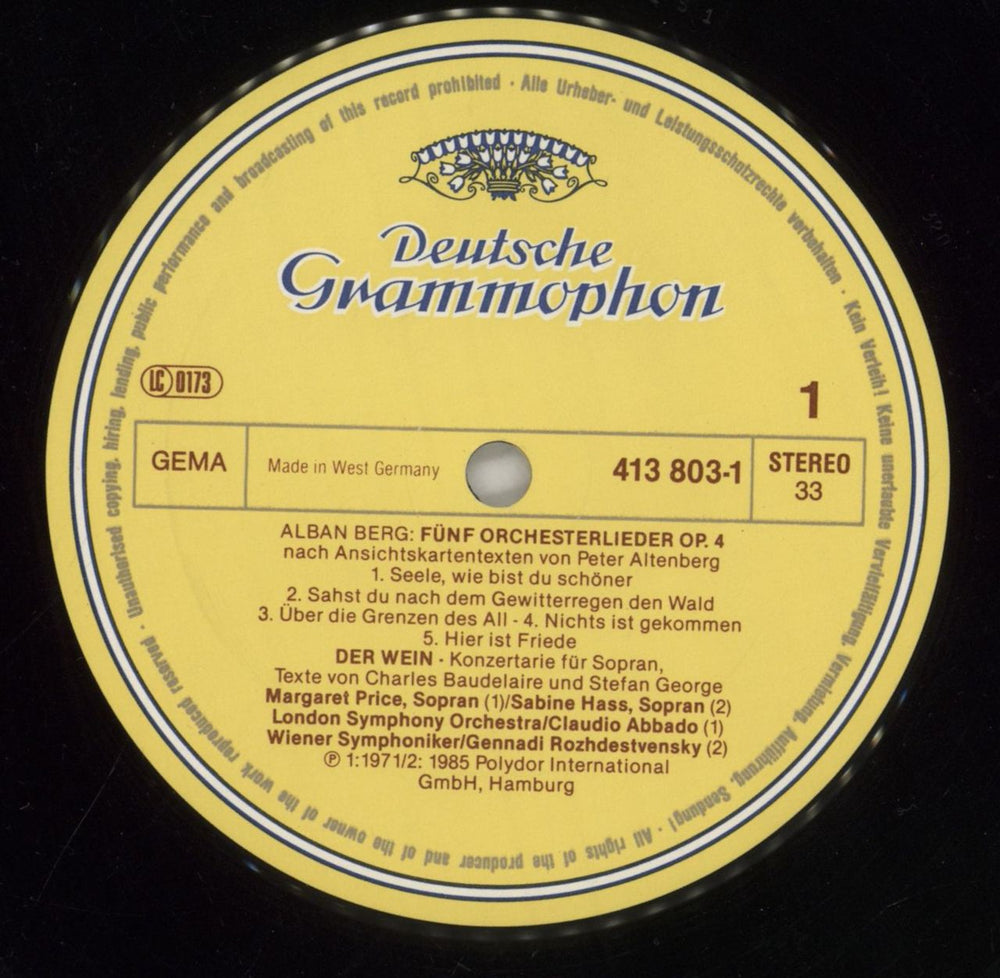 Deutsche
Grammophon
LC 0173
1
GEMA
Made in West Germany
413 803-1
STEREO
33
ALBAN BERG: FÜNF ORCHESTERLIEDER OP. 4
nach Ansichtskartentexten von Peter Altenberg
1. Seele, wie bist du schöner
2. Sahst du nach dem Gewitterregen den Wald
3. Über die Grenzen des All - 4. Nichts ist gekommen
5. Hier ist Friede
DER WEIN · Konzertarie für Sopran,
Texte von Charles Baudelaire und Stefan George
Margaret Price, Sopran (1)/Sabine Hass, Sopran (2)
London Symphony Orchestra/Claudio Abbado (1)
Wiener Symphoniker/Gennadi Rozhdestvensky (2)
℗ 1:1971/2: 1985 Polydor International
GmbH, Hamburg
Alle Urheber- und Leistungsschutzrechte vorbehalten · Kein Verleih! Keine unerlaubte Vervielfältigung, Vermietung, Aufführung, Sendung! · All rights of the producer and of the owner of the work reproduced reserved · Unauthorised copying, hiring, lending, public performance and broadcasting of this record prohibited ·